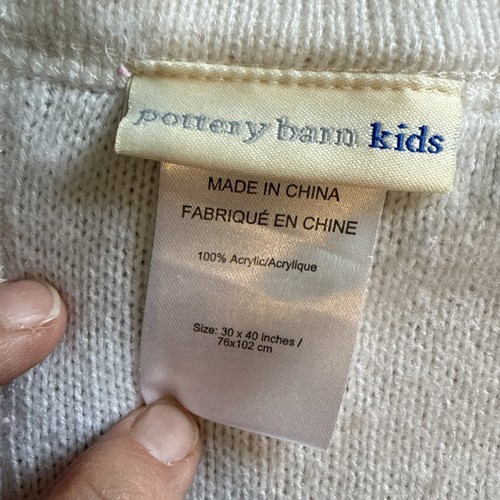 pottery barn kids
MADE IN CHINA
FABRIQUÉ EN CHINE
100% Acrylic/Acrylique
Size: 30 x 40 inches /
76x102 cm